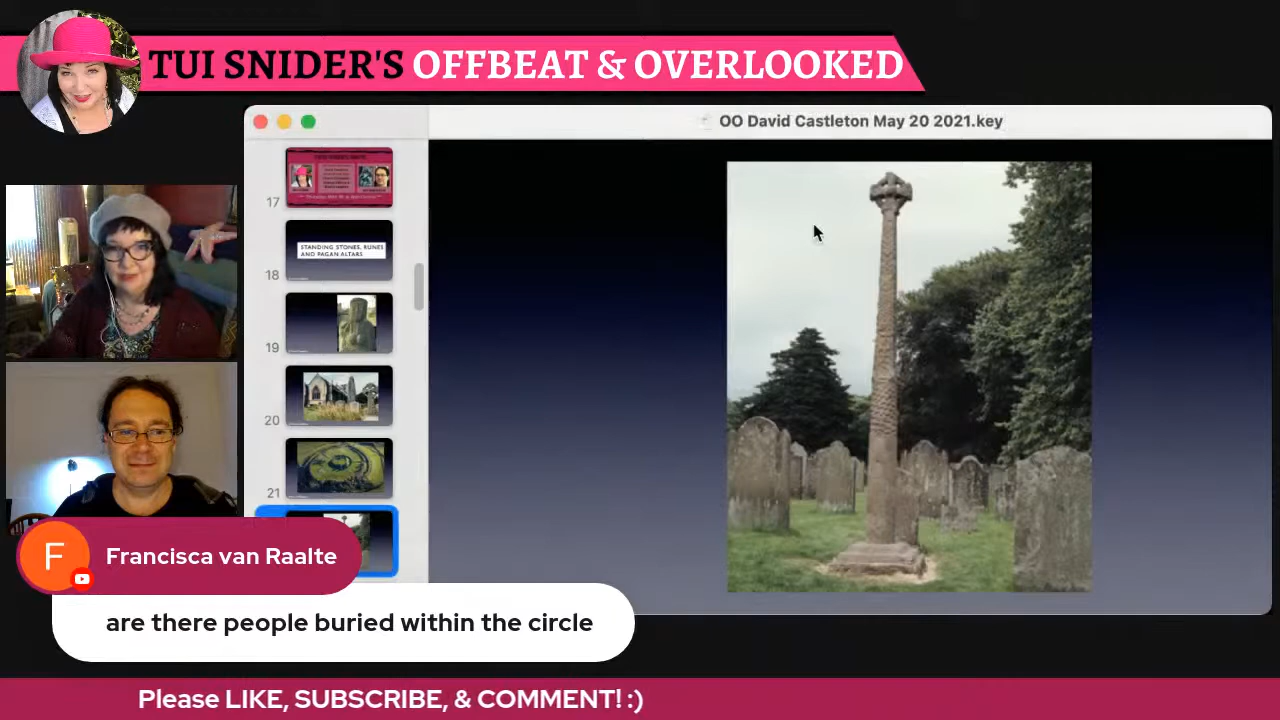 TUI SNIDER'S OFFBEAT & OVERLOOKED
OO David Castleton May 20 2021.key
17
18
STANDING STONES, RUNES
AND PAGAN ALTARS
19
20
21
F
Francisca van Raalte
are there people buried within the circle
Please LIKE, SUBSCRIBE, & COMMENT! :)